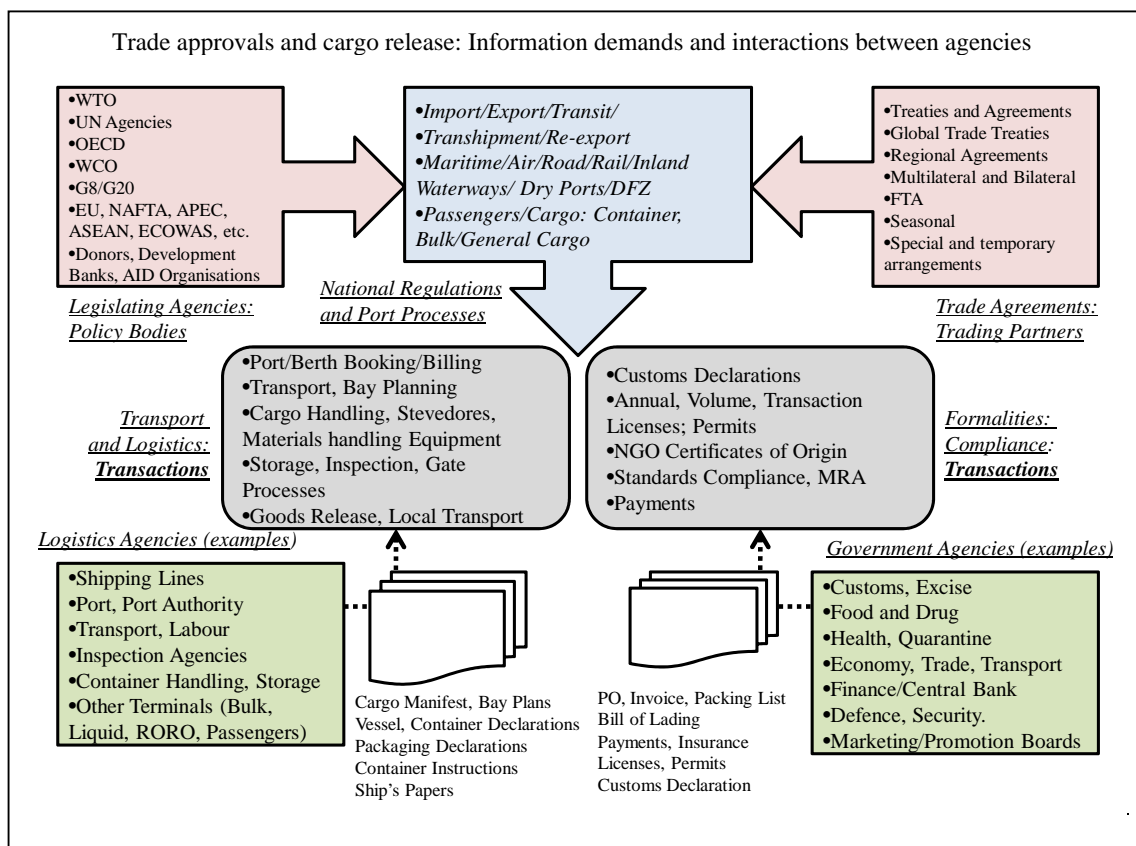 Trade approvals and cargo release: Information demands and interactions between agencies
•WTO
•UN Agencies
•OECD
•WCO
•G8/G20
•EU, NAFTA, APEC,
ASEAN, ECOWAS, etc.
•Donors, Development
Banks, AID Organisations
Legislating Agencies:
Policy Bodies
•Import/Export/Transit/
•Transhipment/Re-export
•Maritime/Air/Road/Rail/Inland
Waterways/ Dry Ports/DFZ
•Passengers/Cargo: Container,
Bulk/General Cargo
National Regulations
and Port Processes
•Treaties and Agreements
•Global Trade Treaties
•Regional Agreements
•Multilateral and Bilateral
•FTA
•Seasonal
•Special and temporary
arrangements
Trade Agreements:
Trading Partners
Transport
and Logistics:
Transactions
•Port/Berth Booking/Billing
•Transport, Bay Planning
•Cargo Handling, Stevedores,
Materials handling Equipment
•Storage, Inspection, Gate
Processes
•Goods Release, Local Transport
•Customs Declarations
•Annual, Volume, Transaction
Licenses; Permits
•NGO Certificates of Origin
•Standards Compliance, MRA
•Payments
Formalities:
Compliance:
Transactions
Logistics Agencies (examples)
•Shipping Lines
•Port, Port Authority
•Transport, Labour
•Inspection Agencies
•Container Handling, Storage
•Other Terminals (Bulk,
Liquid, RORO, Passengers)
Cargo Manifest, Bay Plans
Vessel, Container Declarations
Packaging Declarations
Container Instructions
Ship's Papers
PO, Invoice, Packing List
Bill of Lading
Payments, Insurance
Licenses, Permits
Customs Declaration
Government Agencies (examples)
•Customs, Excise
•Food and Drug
•Health, Quarantine
•Economy, Trade, Transport
•Finance/Central Bank
•Defence, Security.
•Marketing/Promotion Boards
.